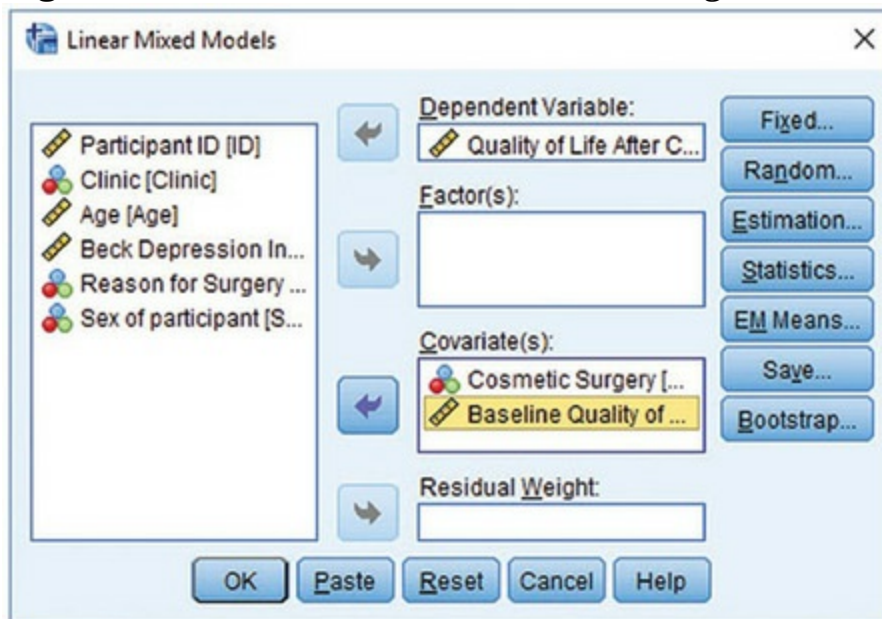 Linear Mixed Models
Participant ID [ID]
Clinic [Clinic]
Age [Age]
Beck Depression In...
Reason for Surgery ...
Sex of participant [S...
Dependent Variable:
Quality of Life After C...
Factor(s):
Covariate(s):
Cosmetic Surgery [...
Baseline Quality of ...
Residual Weight:
Fixed...
Random...
Estimation...
Statistics...
EM Means...
Save...
Bootstrap...
OK Paste Reset Cancel Help